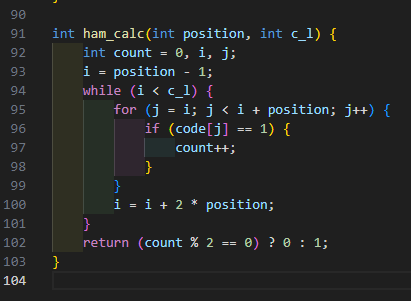 90
91 int ham_calc(int position, int c_l) {
92     int count = 0, i, j;
93     i = position - 1;
94     while (i < c_l) {
95         for (j = i; j < i + position; j++) {
96             if (code[j] == 1) {
97                 count++;
98             }
99         }
100         i = i + 2 * position;
101     }
102     return (count % 2 == 0) ? 0 : 1;
103 }
104